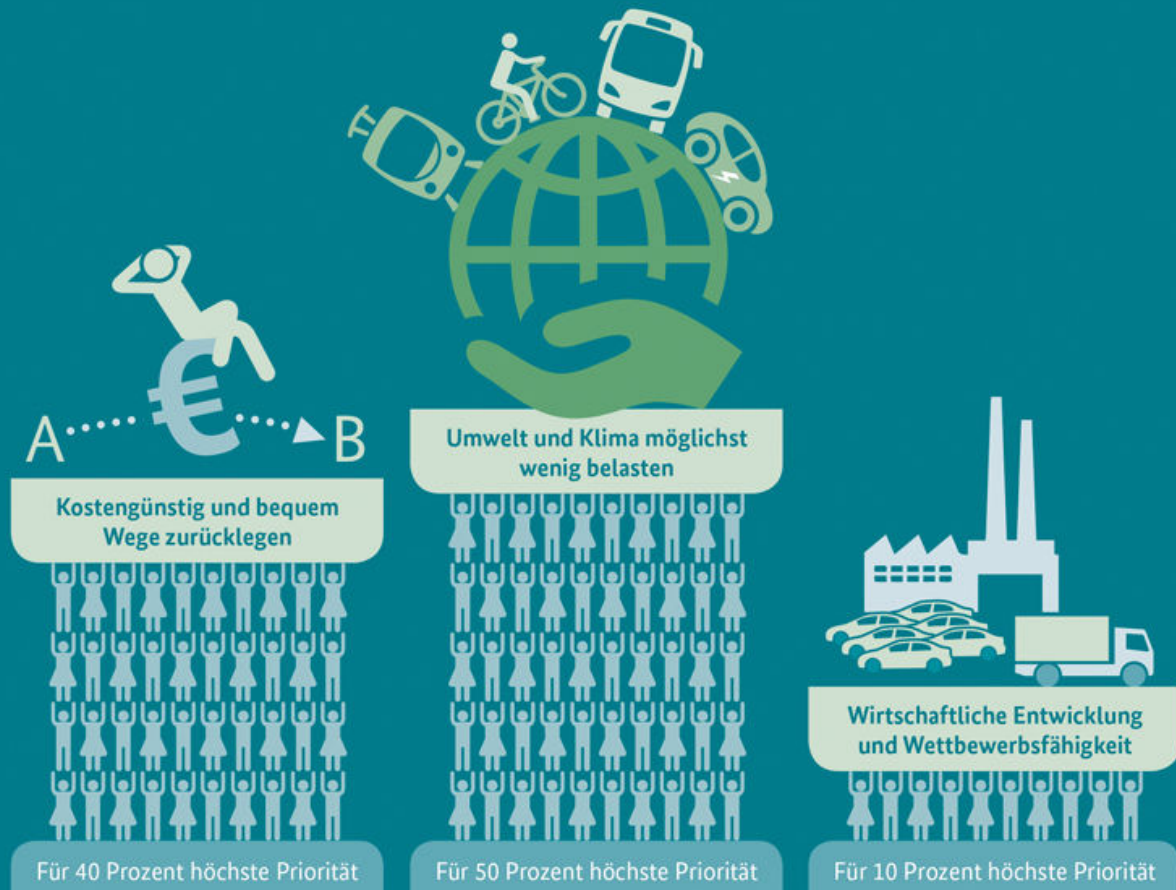 A
€
B
Kostengünstig und bequem
Wege zurücklegen
Für 40 Prozent höchste Priorität
Umwelt und Klima möglichst
wenig belasten
Für 50 Prozent höchste Priorität
Wirtschaftliche Entwicklung
und Wettbewerbsfähigkeit
Für 10 Prozent höchste Priorität